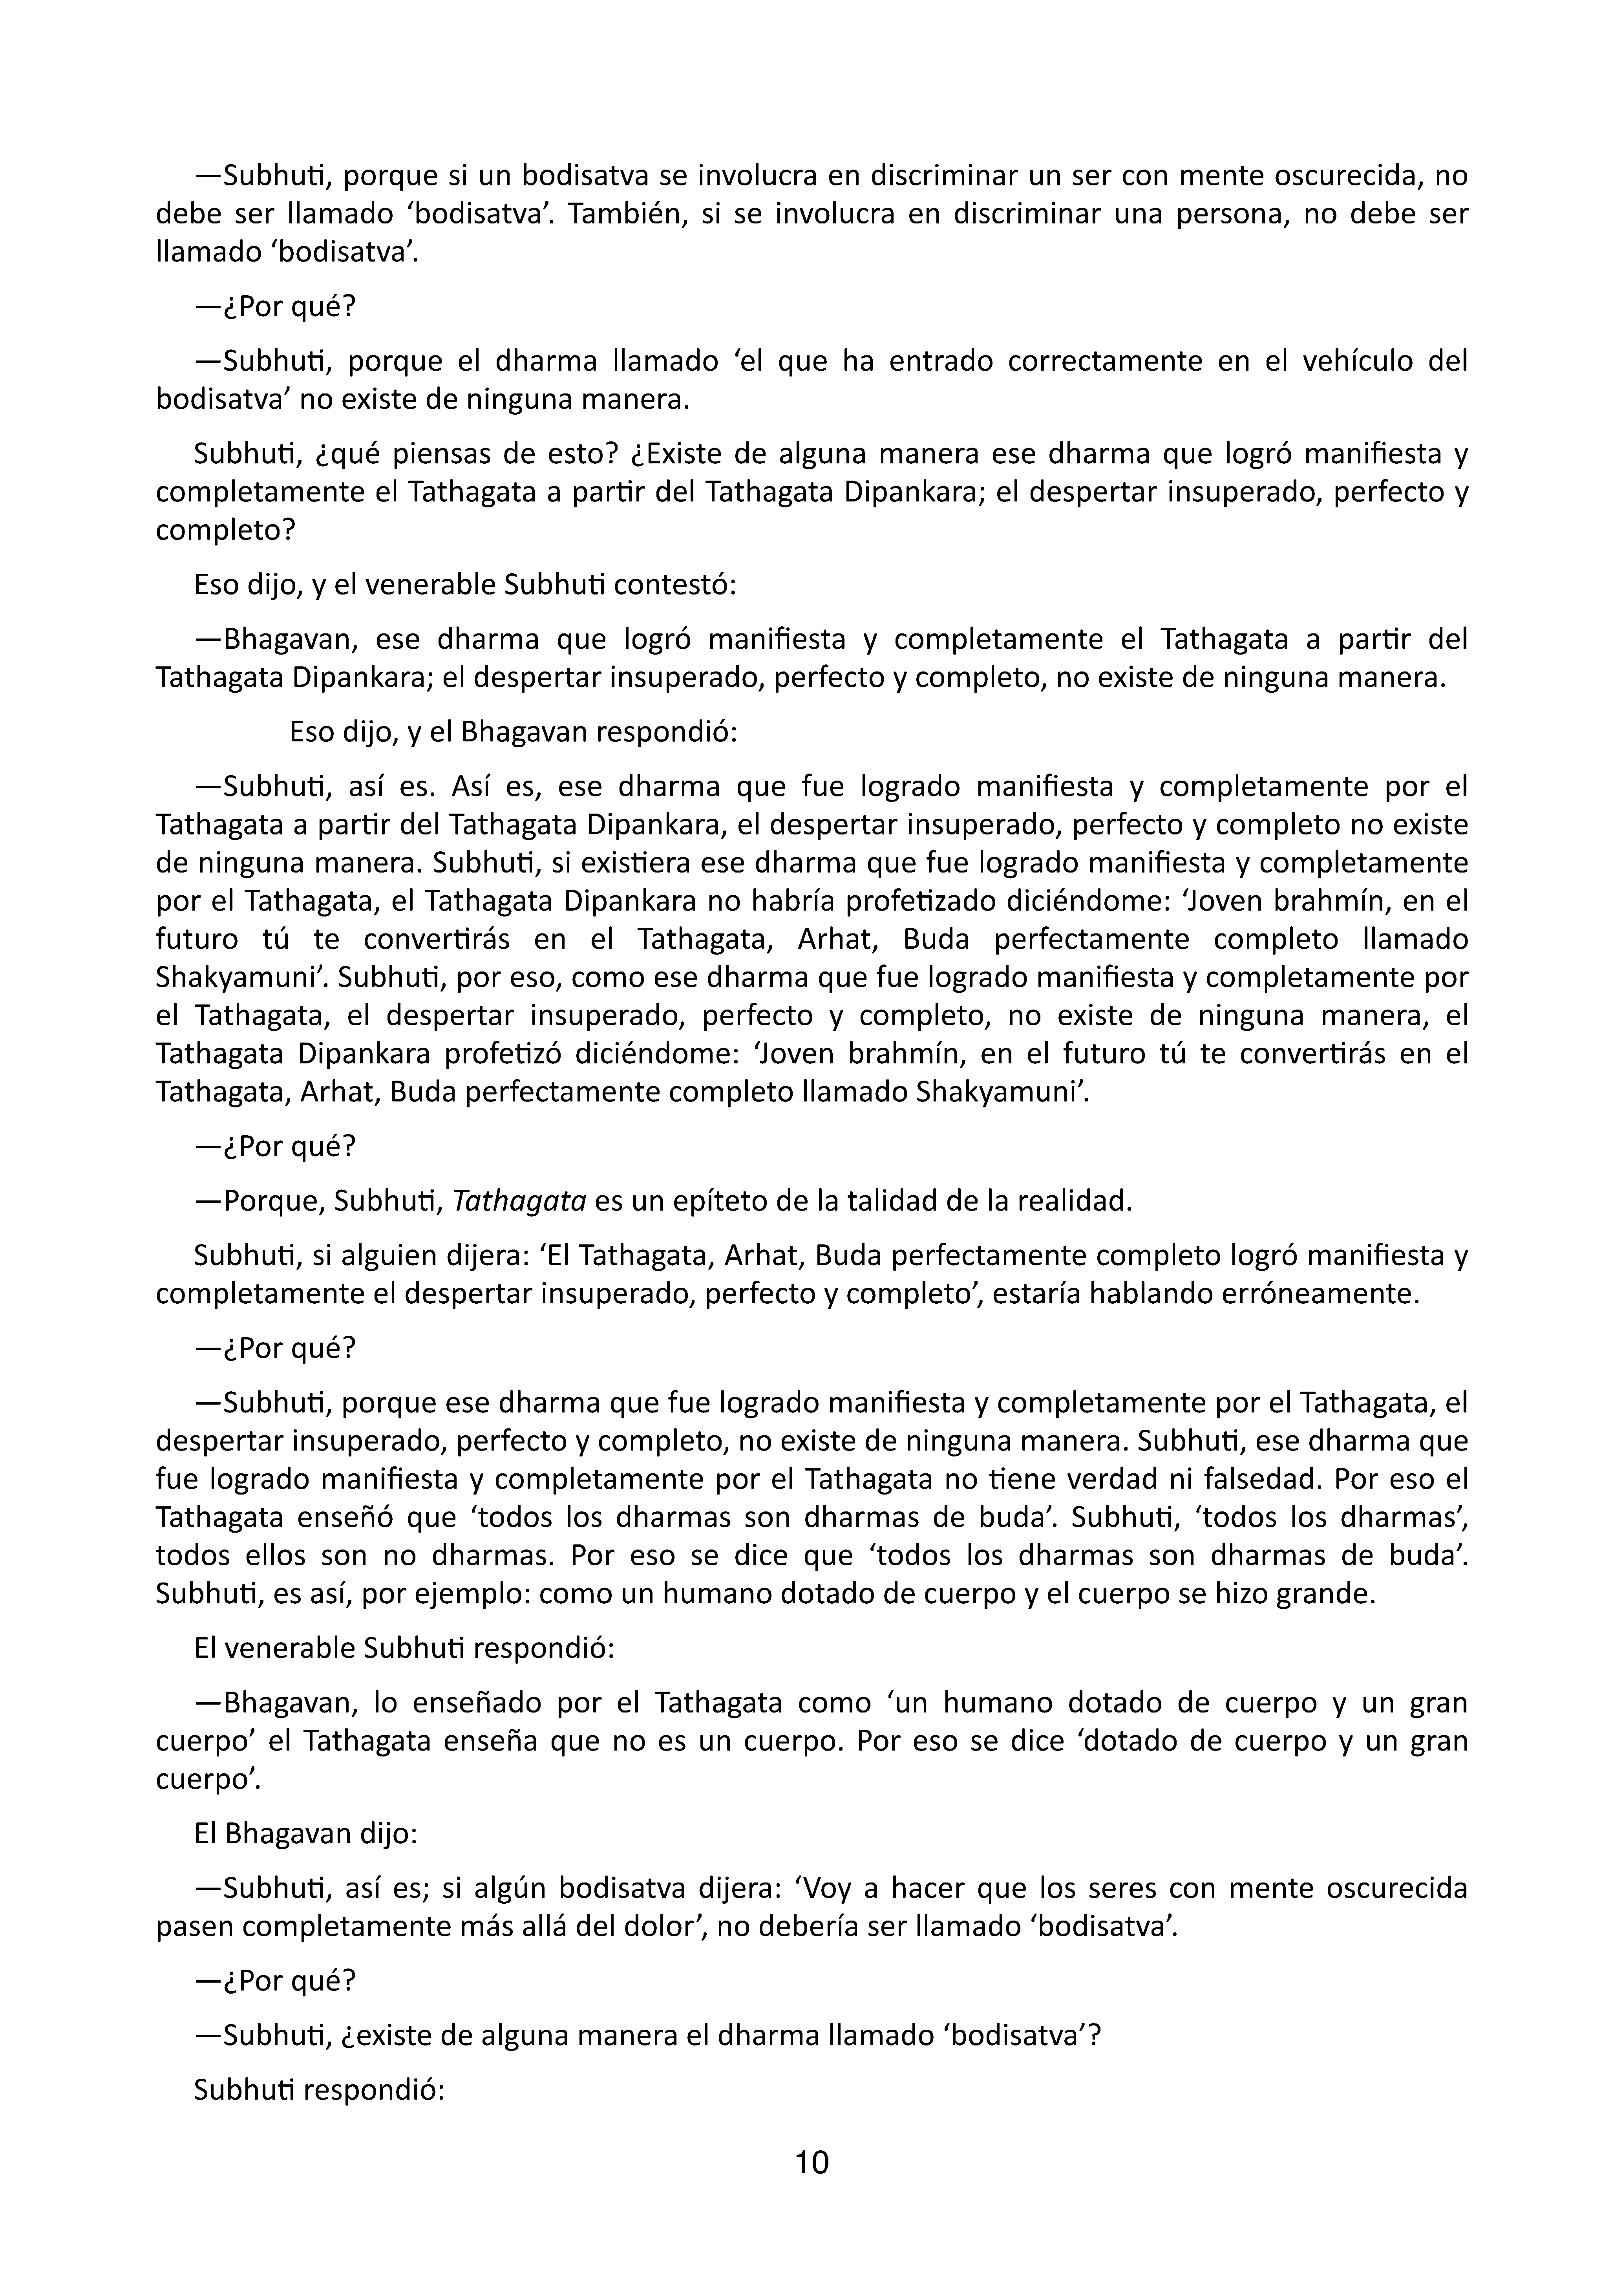 —Subhuti, porque si un bodisatva se involucra en discriminar un ser con mente oscurecida, no
debe ser llamado ‘bodisatva’. También, si se involucra en discriminar una persona, no debe ser
llamado ‘bodisatva’.
—¿Por qué?
—Subhuti, porque el dharma llamado ‘el que ha entrado correctamente en el vehículo del
bodisatva’ no existe de ninguna manera.
Subhuti, ¿qué piensas de esto? ¿Existe de alguna manera ese dharma que logró manifiesta y
completamente el Tathagata a partir del Tathagata Dipankara; el despertar insuperado, perfecto y
completo?
Eso dijo, y el venerable Subhuti contestó:
—Bhagavan, ese dharma que logró manifiesta y completamente el Tathagata a partir del
Tathagata Dipankara; el despertar insuperado, perfecto y completo, no existe de ninguna manera.
Eso dijo, y el Bhagavan respondió:
—Subhuti, así es. Así es, ese dharma que fue logrado manifiesta y completamente por el
Tathagata a partir del Tathagata Dipankara, el despertar insuperado, perfecto y completo no existe
de ninguna manera. Subhuti, si existiera ese dharma que fue logrado manifiesta y completamente
por el Tathagata, el Tathagata Dipankara no habría profetizado diciéndome: ‘Joven brahmín, en el
futuro tú te convertirás en el Tathagata, Arhat, Buda perfectamente completo llamado
Shakyamuni’. Subhuti, por eso, como ese dharma que fue logrado manifiesta y completamente por
el Tathagata, el despertar insuperado, perfecto y completo, no existe de ninguna manera, el
Tathagata Dipankara profetizó diciéndome: ‘Joven brahmín, en el futuro tú te convertirás en el
Tathagata, Arhat, Buda perfectamente completo llamado Shakyamuni’.
—¿Por qué?
—Porque, Subhuti, Tathagata es un epíteto de la talidad de la realidad.
Subhuti, si alguien dijera: ‘El Tathagata, Arhat, Buda perfectamente completo logró manifiesta y
completamente el despertar insuperado, perfecto y completo’, estaría hablando erróneamente.
—¿Por qué?
—Subhuti, porque ese dharma que fue logrado manifiesta y completamente por el Tathagata, el
despertar insuperado, perfecto y completo, no existe de ninguna manera. Subhuti, ese dharma que
fue logrado manifiesta y completamente por el Tathagata no tiene verdad ni falsedad. Por eso el
Tathagata enseñó que ‘todos los dharmas son dharmas de buda’. Subhuti, ‘todos los dharmas’,
todos ellos son no dharmas. Por eso se dice que ‘todos los dharmas son dharmas de buda’.
Subhuti, es así, por ejemplo: como un humano dotado de cuerpo y el cuerpo se hizo grande.
El venerable Subhuti respondió:
—Bhagavan, lo enseñado por el Tathagata como ‘un humano dotado de cuerpo y un gran
cuerpo’ el Tathagata enseña que no es un cuerpo. Por eso se dice ‘dotado de cuerpo y un gran
cuerpo’.
El Bhagavan dijo:
—Subhuti, así es; si algún bodisatva dijera: ‘Voy a hacer que los seres con mente oscurecida
pasen completamente más allá del dolor’, no debería ser llamado ‘bodisatva’.
—¿Por qué?
—Subhuti, ¿existe de alguna manera el dharma llamado ‘bodisatva’?
Subhuti respondió:
10